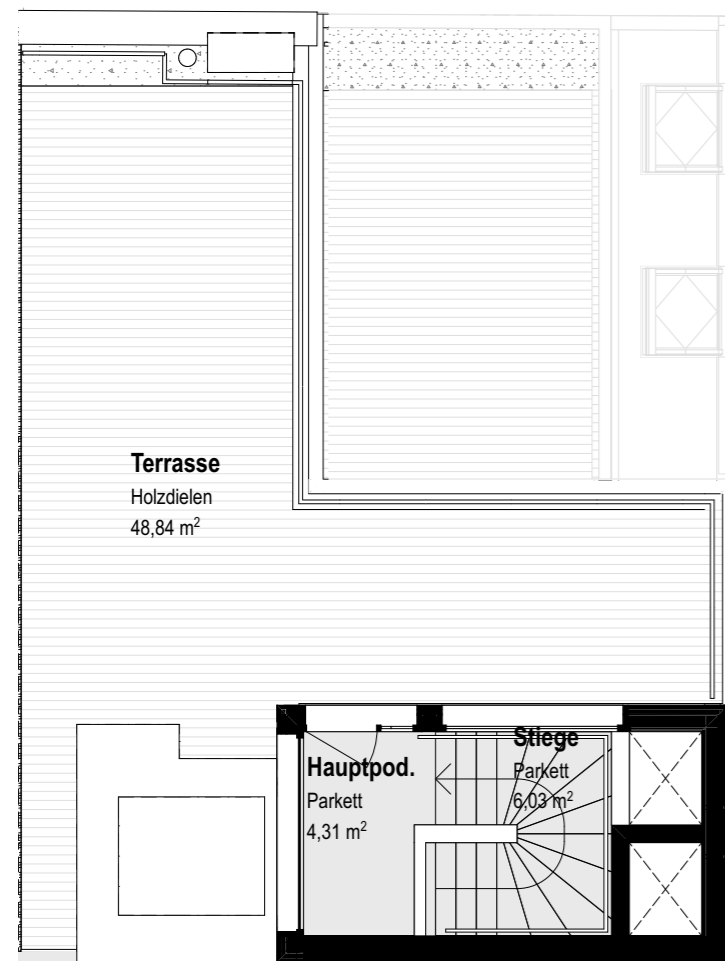 Terrasse
Holzdielen
48,84 m²
Stiege
Parkett
6,03 m²
Hauptpod.
Parkett
4,31 m²